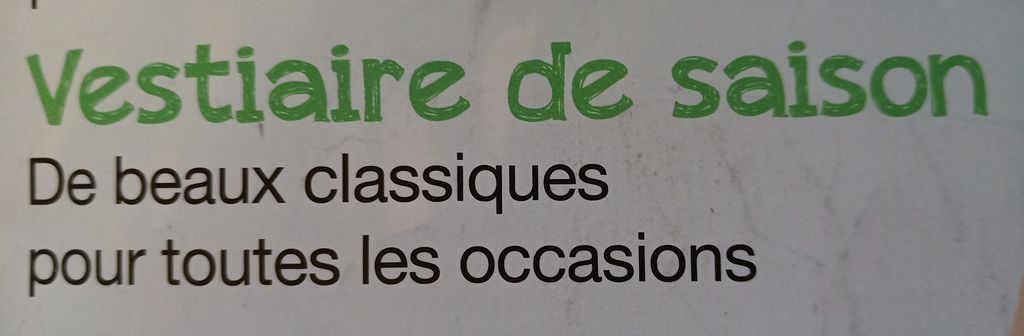 Vestiaire de saison
De beaux classiques
pour toutes les occasions